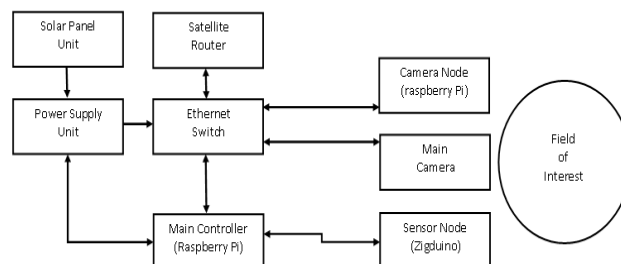 Solar Panel
Unit
Satellite
Router
Camera Node
(raspberry Pi)
Power Supply
Unit
Ethernet
Switch
Main
Camera
Field
of
Interest
Main Controller
(Raspberry Pi)
Sensor Node
(Zigduino)